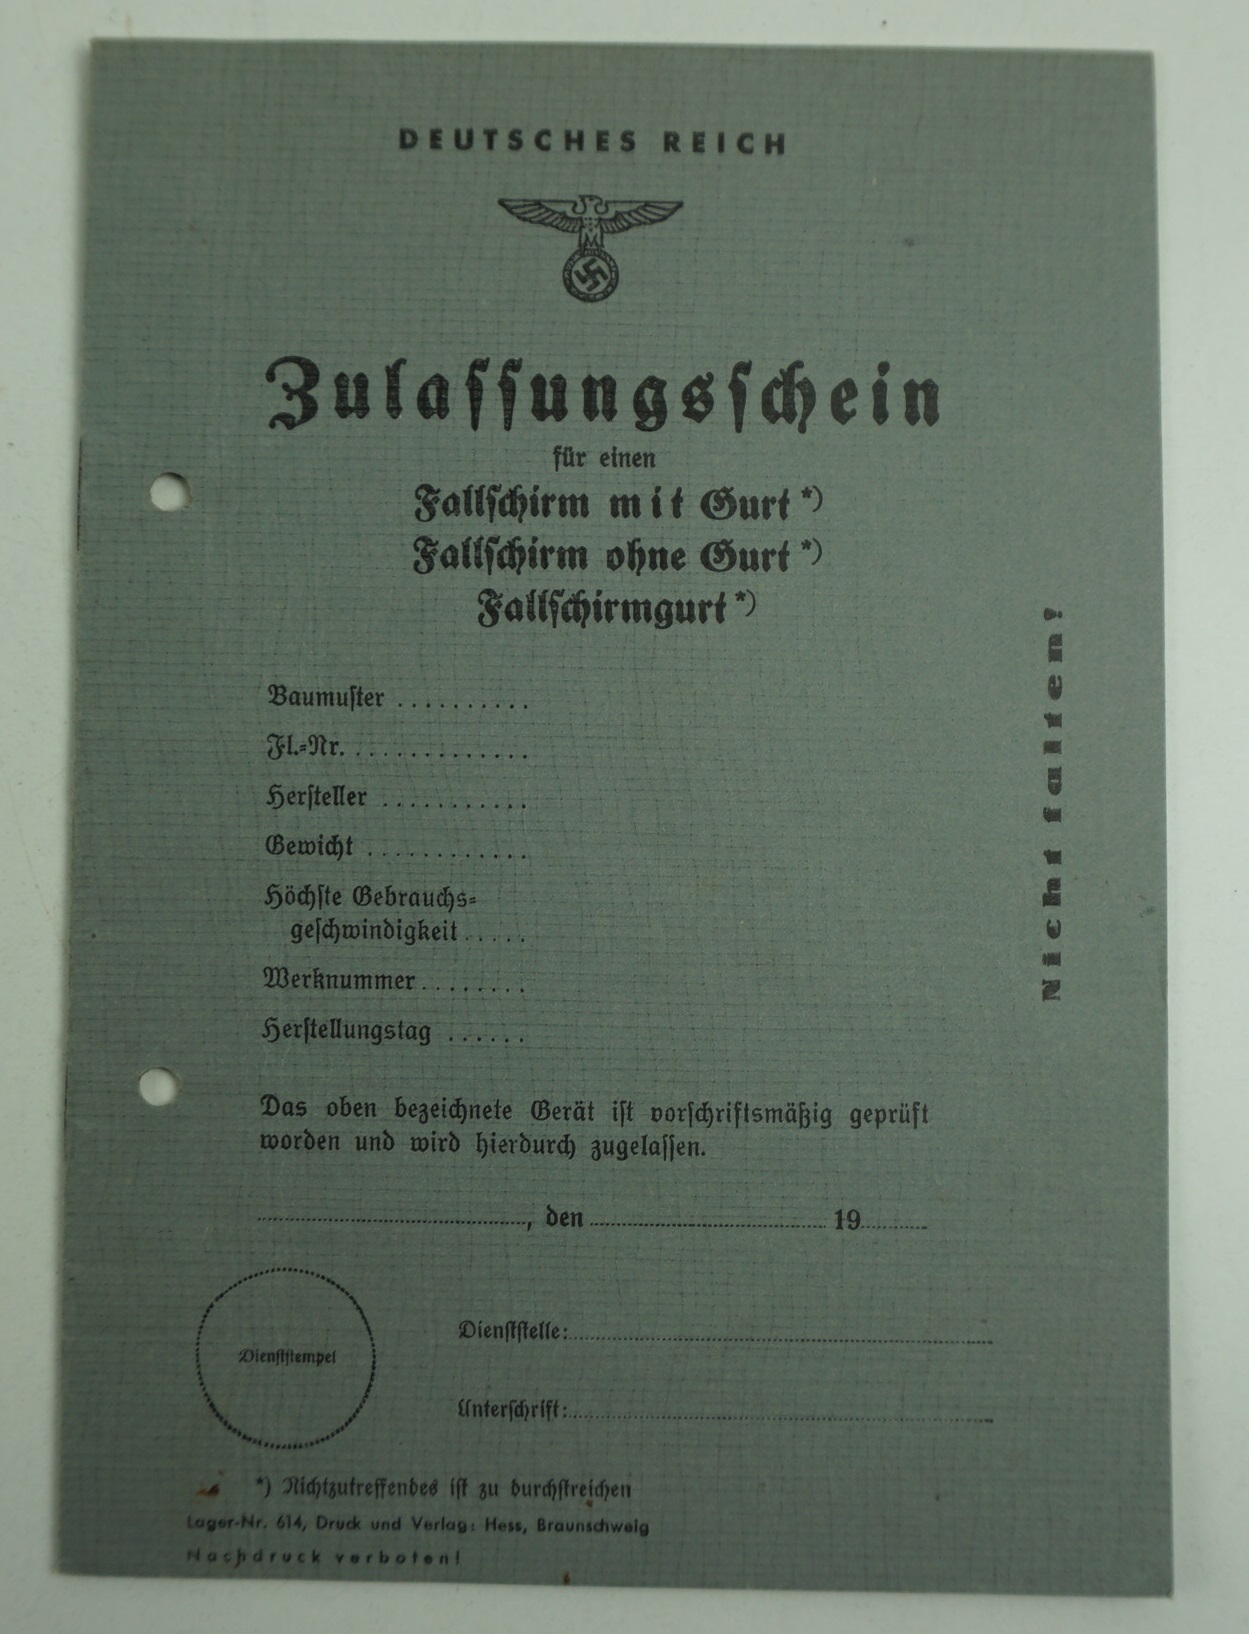 DEUTSCHES REICH
Zulassungsschein
für einen
Fallschirm mit Gurt *)
Fallschirm ohne Gurt *)
Fallschirmgurt *)
Baumuster ..........
Fl.=Nr. ..............
Hersteller ...........
Gewicht ............
Höchste Gebrauchs=
geschwindigkeit .....
Werknummer ........
Herstellungstag ......
Nicht falten!
Das oben bezeichnete Gerät ist vorschriftsmäßig geprüft
worden und wird hierdurch zugelassen.
........................, den ........................ 19........
Dienststempel
Dienststelle:........................
Unterschrift:........................
*) Nichtzutreffendes ist zu durchstreichen
Lager-Nr. 614, Druck und Verlag: Hess, Braunschweig
Nachdruck verboten!